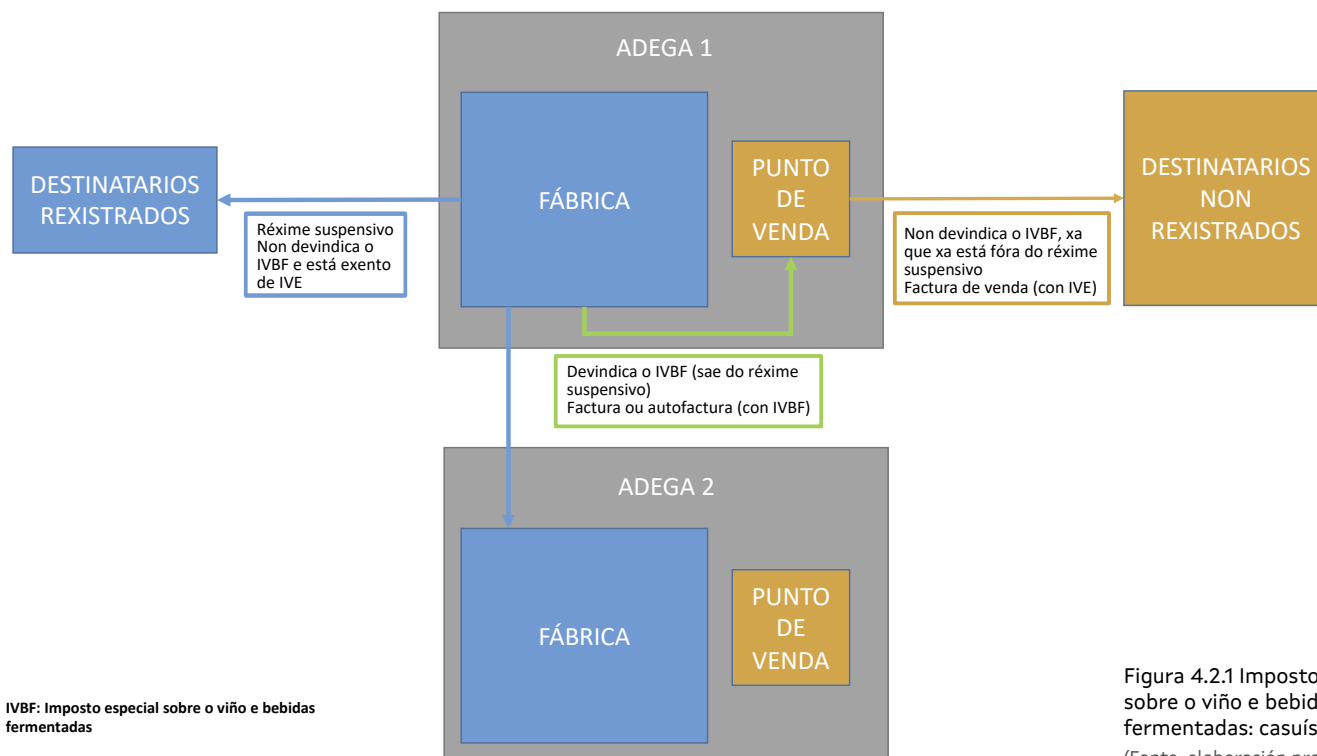 ADEGA 1
FÁBRICA
PUNTO
DE
VENDA
DESTINATARIOS
REXISTRADOS
Réxime suspensivo
Non devindica o
IVBF e está exento
de IVE
DESTINATARIOS
NON
REXISTRADOS
Non devindica o IVBF, xa
que xa está fóra do réxime
suspensivo
Factura de venda (con IVE)
Devindica o IVBF (sae do réxime
suspensivo)
Factura ou autofactura (con IVBF)
ADEGA 2
FÁBRICA
PUNTO
DE
VENDA
IVBF: Imposto especial sobre o viño e bebidas
fermentadas
Figura 4.2.1 Imposto
sobre o viño e bebid
fermentadas: casuís